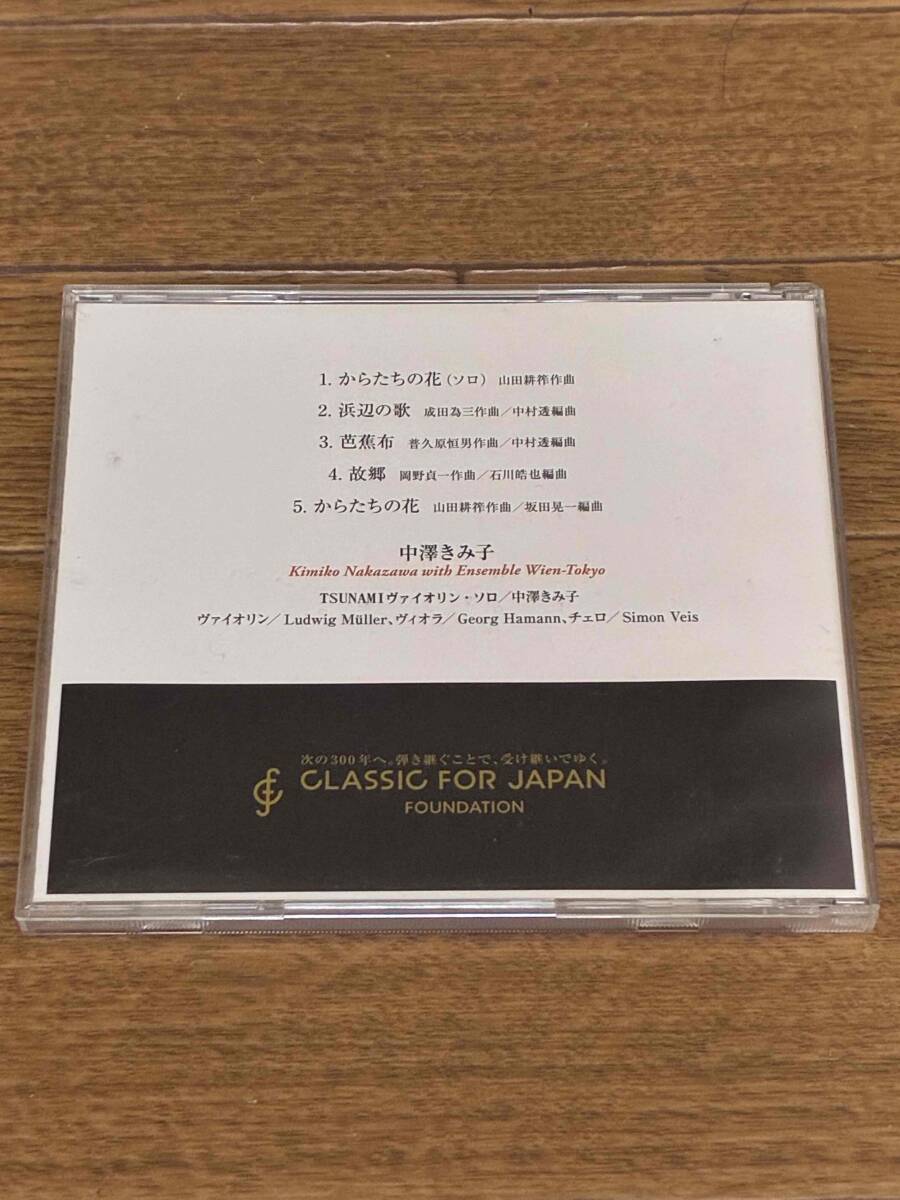 1. からたちの花（ソロ） 山田耕筰作曲
2. 浜辺の歌 成田為三作曲／中村透編曲
3. 芭蕉布 普久原恒男作曲／中村透編曲
4. 故郷 岡野貞一作曲／石川皓也編曲
5. からたちの花 山田耕筰作曲／坂田晃一編曲
中澤きみ子
Kimiko Nakazawa with Ensemble Wien-Tokyo
TSUNAMIヴァイオリン・ソロ／中澤きみ子
ヴァイオリン／Ludwig Müller、ヴィオラ／Georg Hamann、チェロ／Simon Veis
次の300年へ。弾き継ぐことで、受け継いでゆく。
CLASSIC FOR JAPAN
FOUNDATION